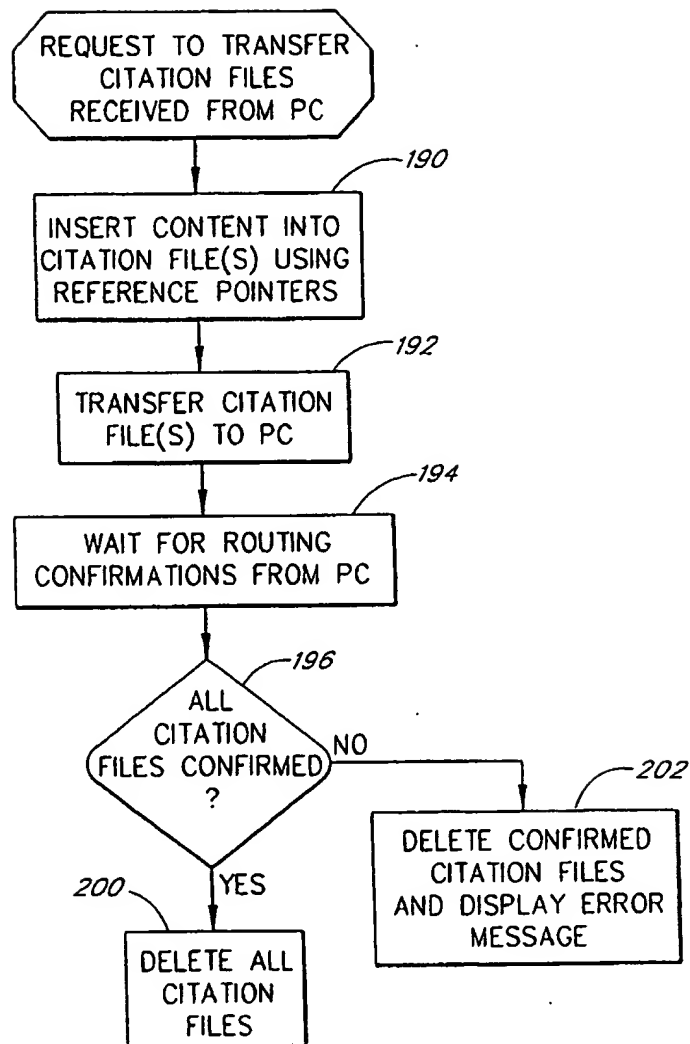 REQUEST TO TRANSFER
CITATION FILES
RECEIVED FROM PC
190
INSERT CONTENT INTO
CITATION FILE(S) USING
REFERENCE POINTERS
192
TRANSFER CITATION
FILE(S) TO PC
194
WAIT FOR ROUTING
CONFIRMATIONS FROM PC
196
ALL
CITATION
FILES CONFIRMED
?
NO
202
DELETE CONFIRMED
CITATION FILES
AND DISPLAY ERROR
MESSAGE
YES
200
DELETE ALL
CITATION
FILES